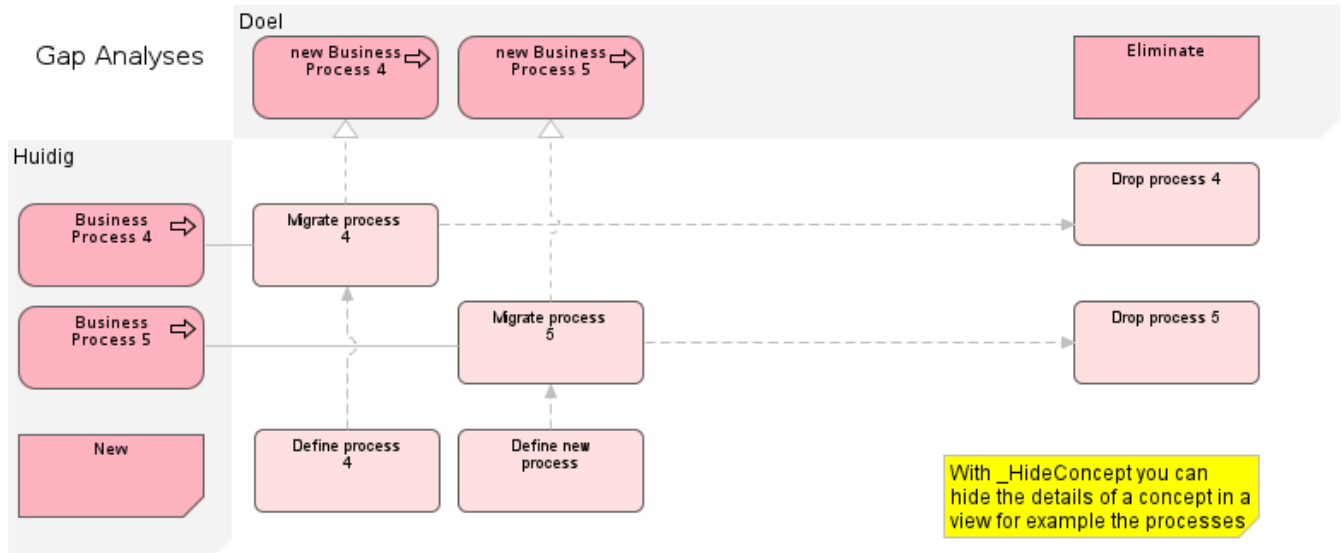 Doel
Gap Analyses
new Business
Process 4
new Business
Process 5
Eliminate
Huidig
Business
Process 4
Migrate process
4
Drop process 4
Business
Process 5
Migrate process
5
Drop process 5
New
Define process
4
Define new
process
With _HideConcept you can
hide the details of a concept in a
view for example the processes